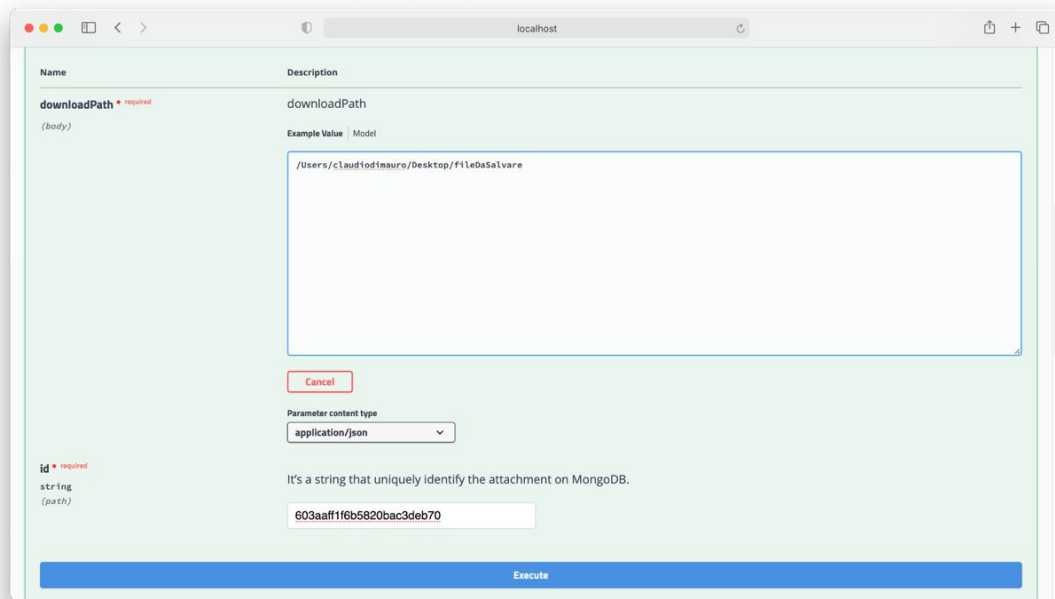 localhost
Name Description
downloadPath * required downloadPath
(body)
Example Value | Model
/Users/claudiodimauro/Desktop/fileDaSalvare
Cancel
Parameter content type
application/json
id * required
It's a string that uniquely identify the attachment on MongoDB.
string
(path)
603aaff1f6b5820bac3deb70
Execute